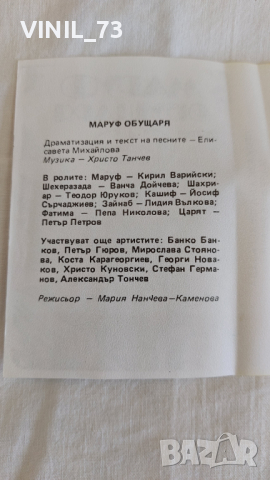 VINIL_73
МАРУФ ОБУЩАРЯ
Драматизация и текст на песните — Ели-
савета Михайлова
Музика — Христо Танчев
В ролите: Маруф — Кирил Варийски;
Шехеразада — Ванча Дойчева; Шахри-
ар — Теодор Юруков; Кашиф — Йосиф
Сърчаджиев; Зайнаб — Лидия Вълкова;
Фатима — Пепа Николова; Царят —
Петър Петров
Участвуват още артистите: Банко Бан-
ков, Петър Гюров, Мирослава Стояно-
ва, Коста Карагеоргиев, Георги Нова-
ков, Христо Куновски, Стефан Герма-
нов, Александър Тончев
Режисьор — Мария Нанчева-Каменова
BAZAR